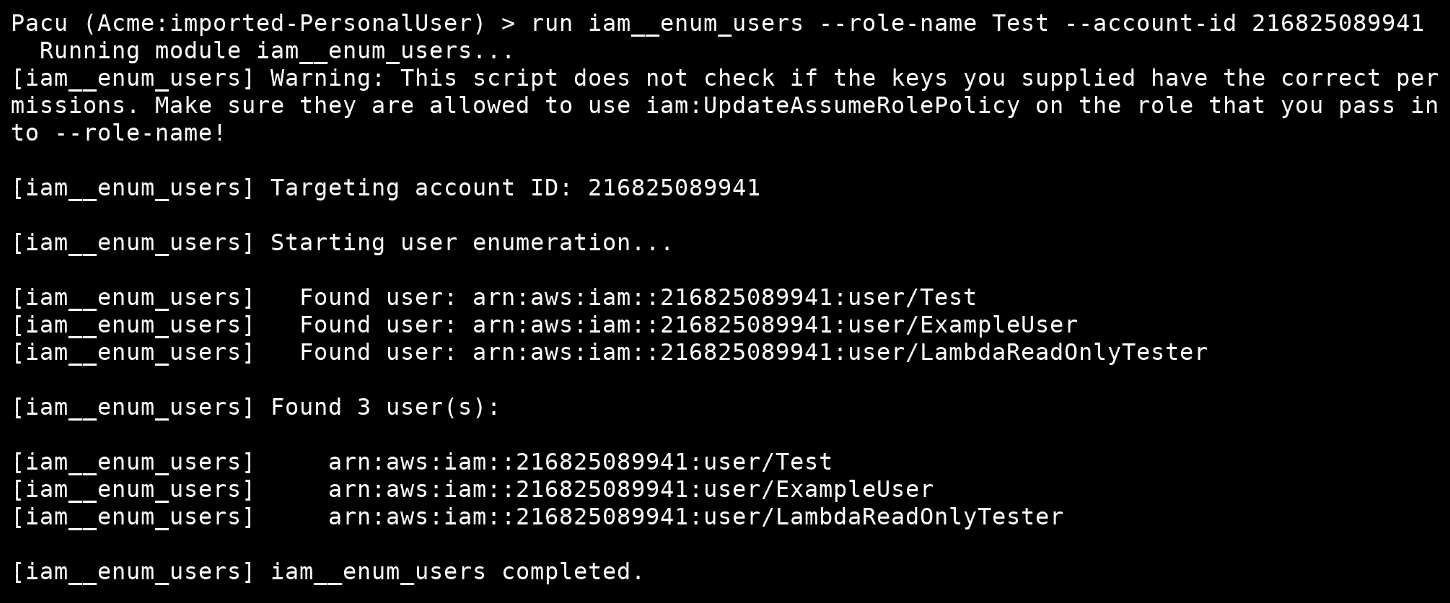 Pacu (Acme:imported-PersonalUser) > run iam__enum_users --role-name Test --account-id 216825089941
  Running module iam__enum_users...
[iam__enum_users] Warning: This script does not check if the keys you supplied have the correct per
missions. Make sure they are allowed to use iam:UpdateAssumeRolePolicy on the role that you pass in
to --role-name!

[iam__enum_users] Targeting account ID: 216825089941

[iam__enum_users] Starting user enumeration...

[iam__enum_users]   Found user: arn:aws:iam::216825089941:user/Test
[iam__enum_users]   Found user: arn:aws:iam::216825089941:user/ExampleUser
[iam__enum_users]   Found user: arn:aws:iam::216825089941:user/LambdaReadOnlyTester

[iam__enum_users] Found 3 user(s):

[iam__enum_users]     arn:aws:iam::216825089941:user/Test
[iam__enum_users]     arn:aws:iam::216825089941:user/ExampleUser
[iam__enum_users]     arn:aws:iam::216825089941:user/LambdaReadOnlyTester

[iam__enum_users] iam__enum_users completed.